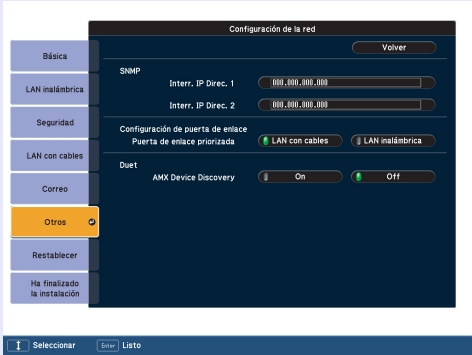 Configuración de la red
Volver
Básica
LAN inalámbrica
Seguridad
LAN con cables
Correo
Otros
Restablecer
Ha finalizado
la instalación
SNMP
Interr. IP Direc. 1 000.000.000.000
Interr. IP Direc. 2 000.000.000.000
Configuración de puerta de enlace
Puerta de enlace priorizada LAN con cables LAN inalámbrica
Duet
AMX Device Discovery On Off
Seleccionar Enter Listo